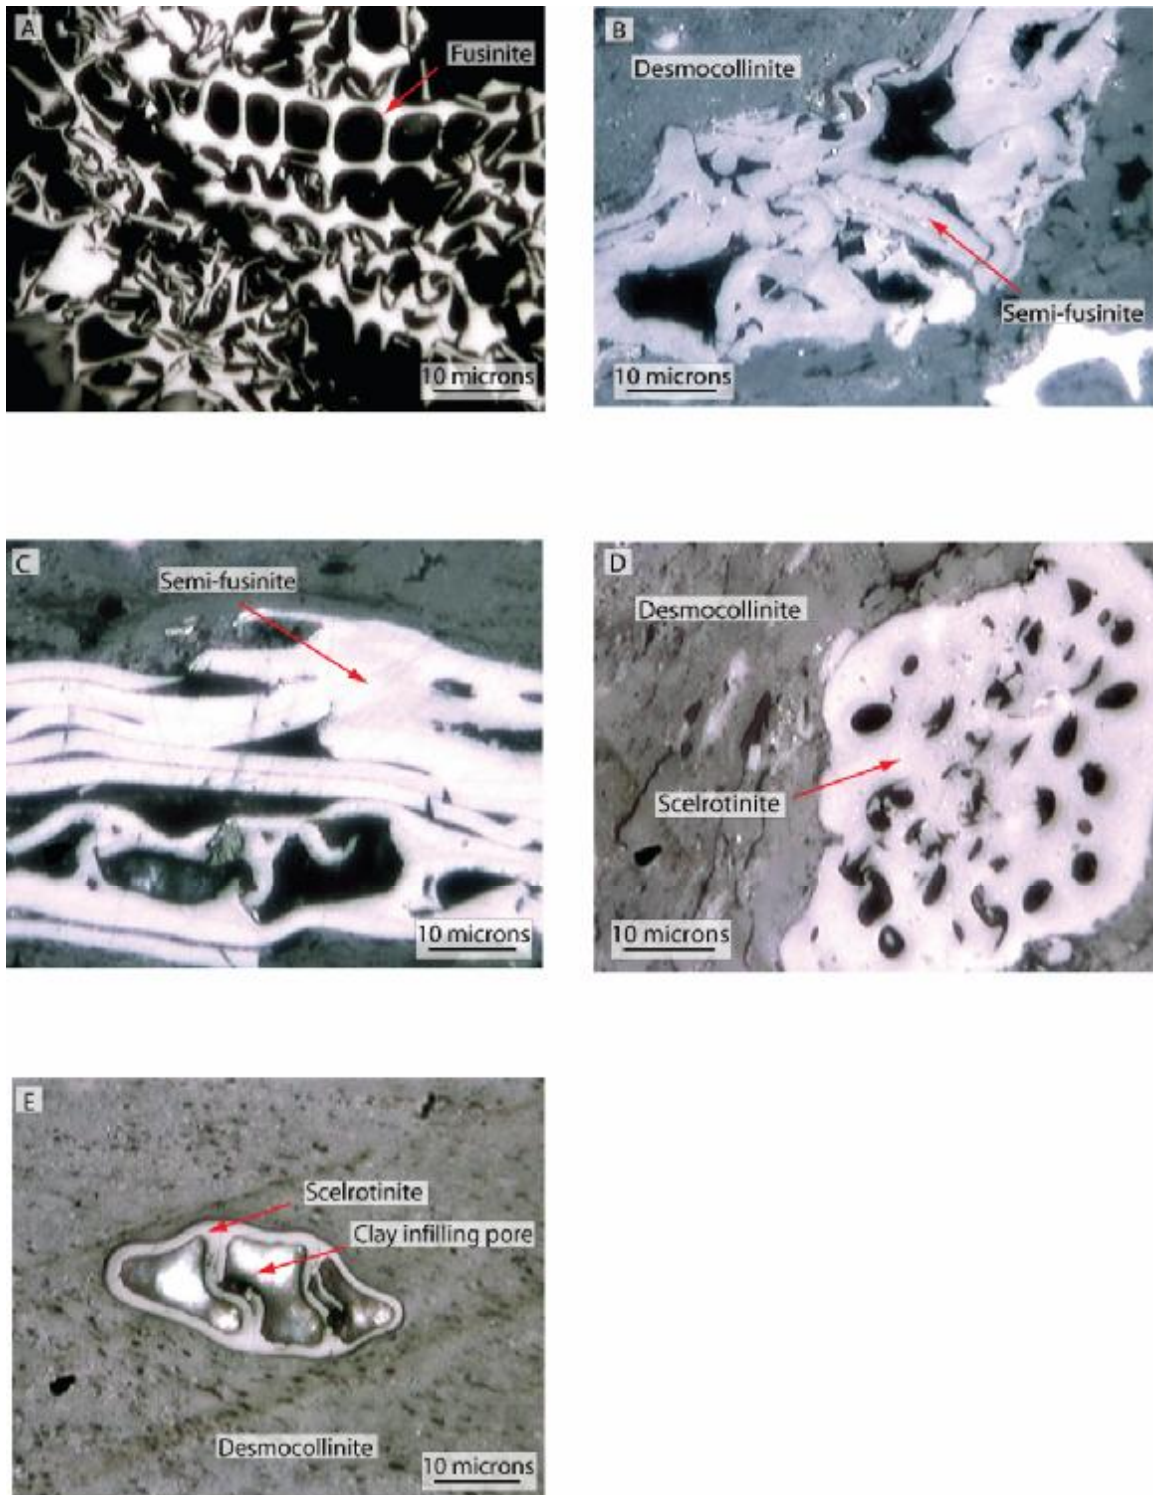 A
Fusinite
10 microns
B
Desmocollinite
Semi-fusinite
10 microns
C
Semi-fusinite
10 microns
D
Desmocollinite
Scelrotinite
10 microns
E
Scelrotinite
Clay infilling pore
Desmocollinite
10 microns